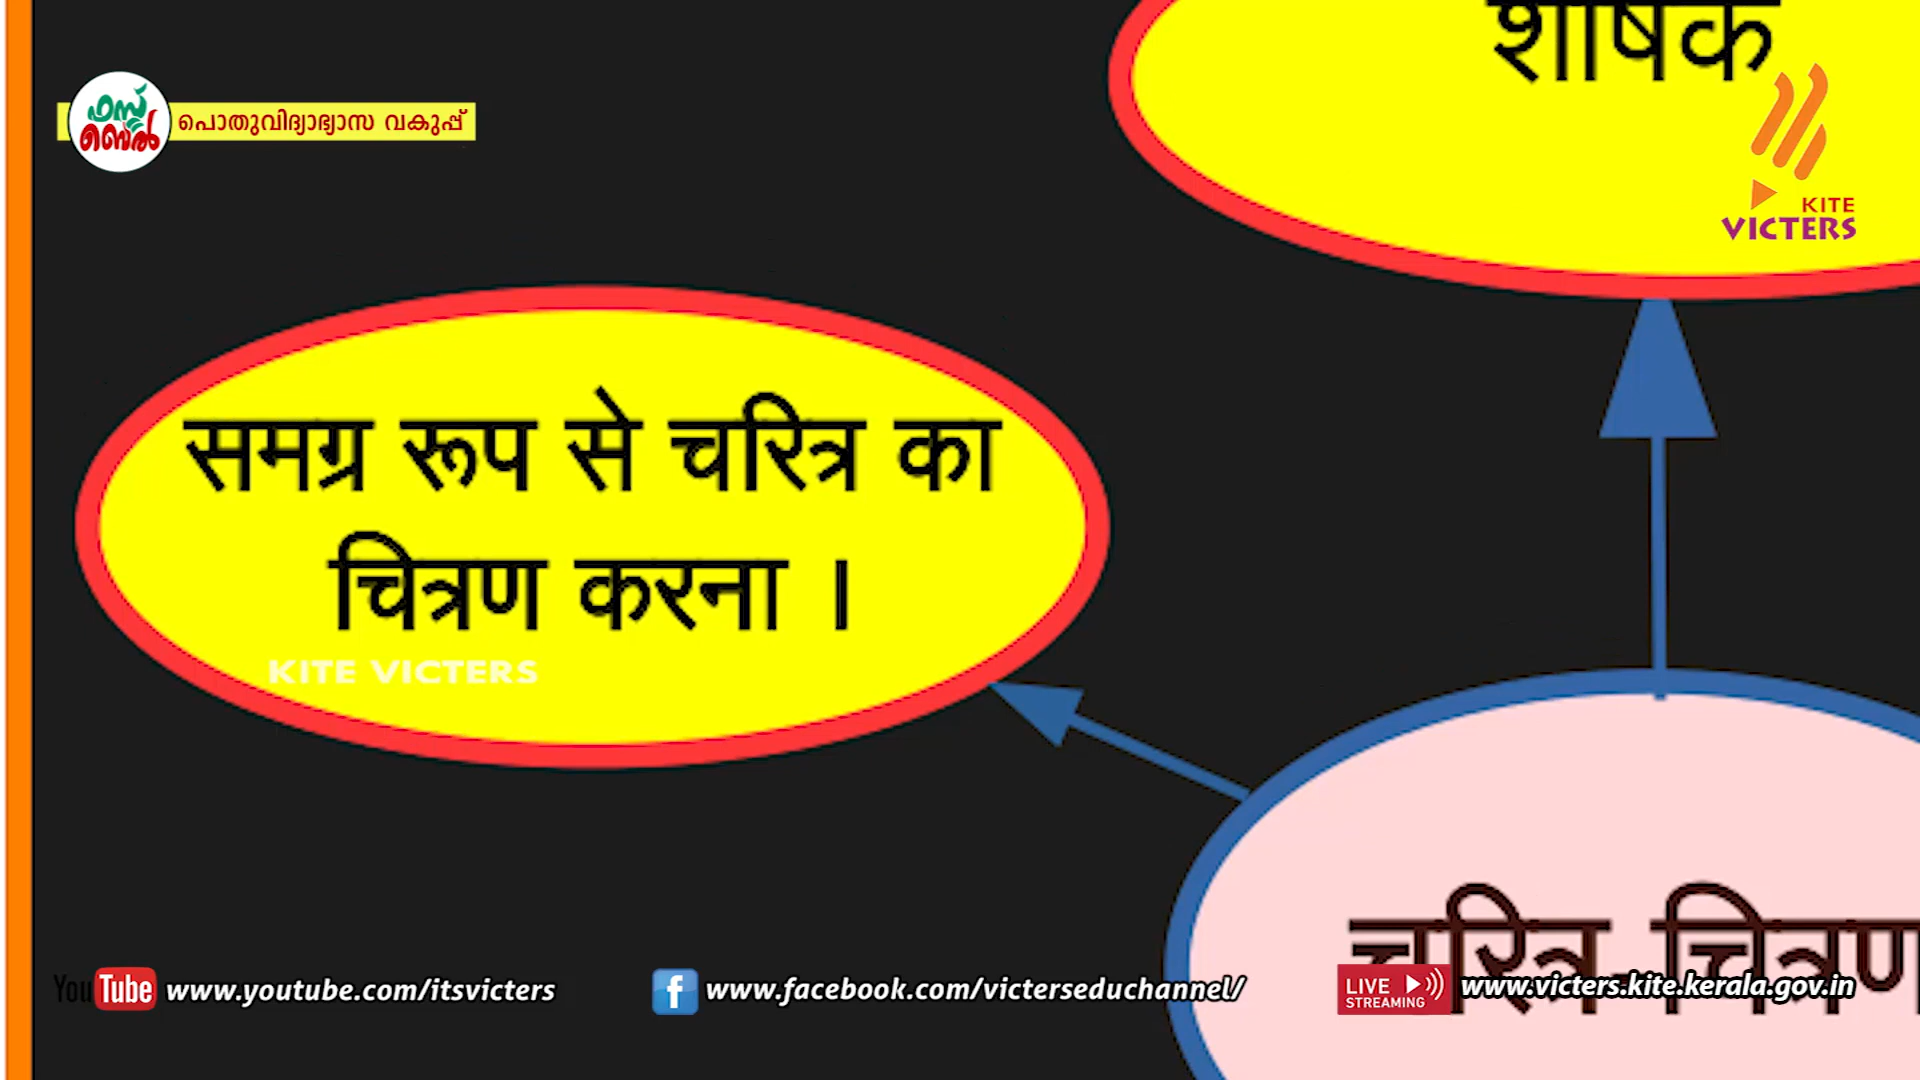 शीर्षक
ഫസ്റ്റ്
ബെൽ
പൊതുവിദ്യാഭ്യാസ വകുപ്പ്
KITE
VICTERS
समग्र रूप से चरित्र का
चित्रण करना ।
KITE VICTERS
चरित्र-चित्रण
YouTube www.youtube.com/itsvicters
f www.facebook.com/victerseduchannel/
LIVE
STREAMING
www.victers.kite.kerala.gov.in